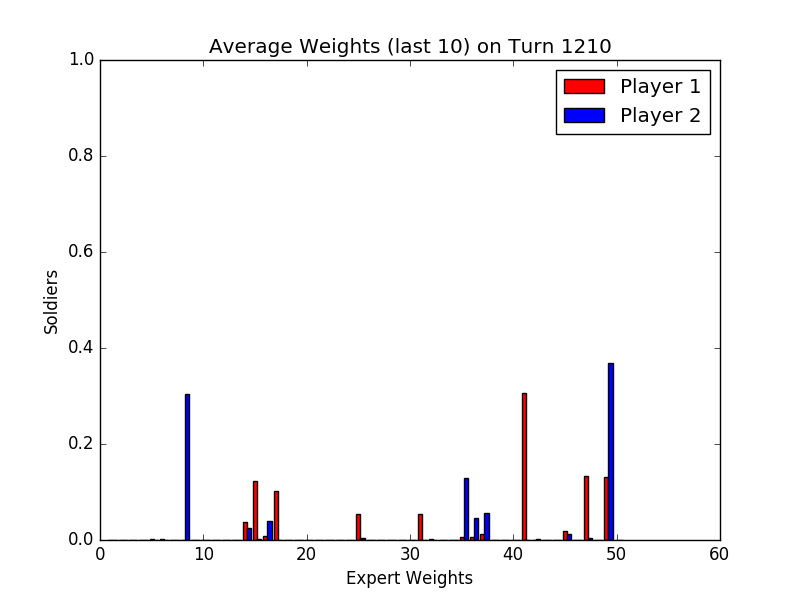 Average Weights (last 10) on Turn 1210
1.0
0.8
0.6
0.4
0.2
0.0
Soldiers
Player 1
Player 2
0 10 20 30 40 50 60
Expert Weights